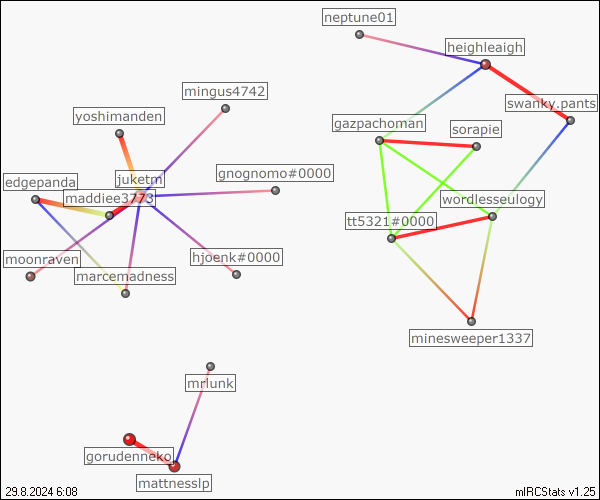 neptune01
heighleaigh
mingus4742
swanky.pants
yoshimanden
gazpachoman
sorapie
juketm
gnognomo#0000
edgepanda
maddiee3773
wordlesseulogy
tt5321#0000
moonraven
hjoenk#0000
marcemadness
minesweeper1337
mrlunk
gorudenneko
mattnesslp
29.8.2024 6:08
mIRCStats v1.25